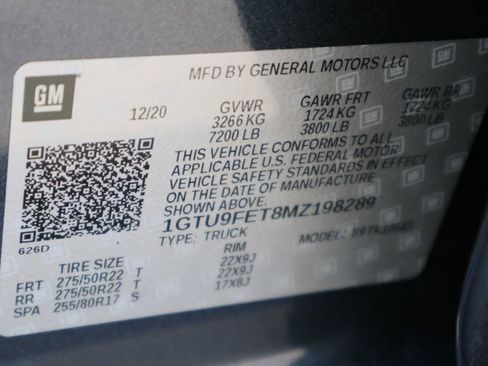 GM
MFD BY GENERAL MOTORS LLC
12/20
GVWR GAWR FRT GAWR RR
3266 KG 1724 KG 1724 KG
7200 LB 3800 LB 3800 LB
THIS VEHICLE CONFORMS TO ALL
APPLICABLE U.S. FEDERAL MOTOR
VEHICLE SAFETY STANDARDS IN EFFECT
ON THE DATE OF MANUFACTURE
SHOWN ABOVE.
1GTU9FET8MZ198289
626D
TYPE: TRUCK MODEL:
TIRE SIZE RIM
FRT 275/50R22 T 22X9J
RR 275/50R22 T 22X9J
SPA 255/80R17 S 17X8J